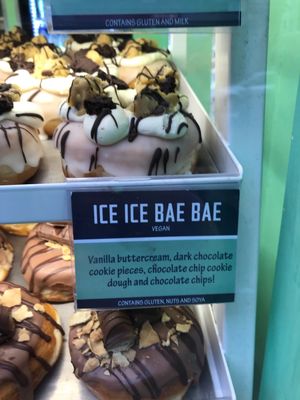 CONTAINS GLUTEN AND MILK
ICE ICE BAE BAE
VEGAN
Vanilla buttercream, dark chocolate
cookie pieces, chocolate chip cookie
dough and chocolate chips!
CONTAINS GLUTEN, NUTS AND SOYA